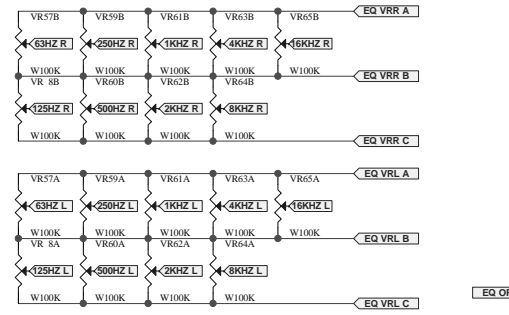 VR57B VR59B VR61B VR63B VR65B EQ VRR A
63HZ R 250HZ R 1KHZ R 4KHZ R 16KHZ R
W100K W100K W100K W100K W100K EQ VRR B
VR 8B VR60B VR62B VR64B
125HZ R 500HZ R 2KHZ R 8KHZ R
W100K W100K W100K W100K
EQ VRR C
EQ VRL A
VR57A VR59A VR61A VR63A VR65A
63HZ L 250HZ L 1KHZ L 4KHZ L 16KHZ L
W100K W100K W100K W100K W100K EQ VRL B
VR 8A VR60A VR62A VR64A
125HZ L 500HZ L 2KHZ L 8KHZ L
W100K W100K W100K W100K
EQ VRL C
EQ